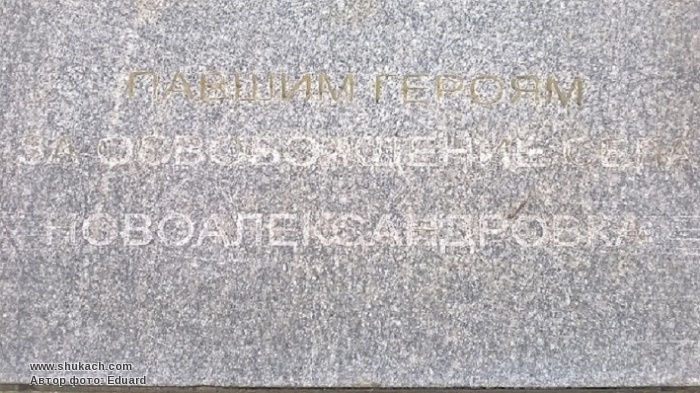 ПАВШИМ ГЕРОЯМ
ЗА ОСВОБОЖДЕНИЕ СЕЛА
НОВОАЛЕКСАНДРОВКА
www.shukach.com
Автор фото: Eduard